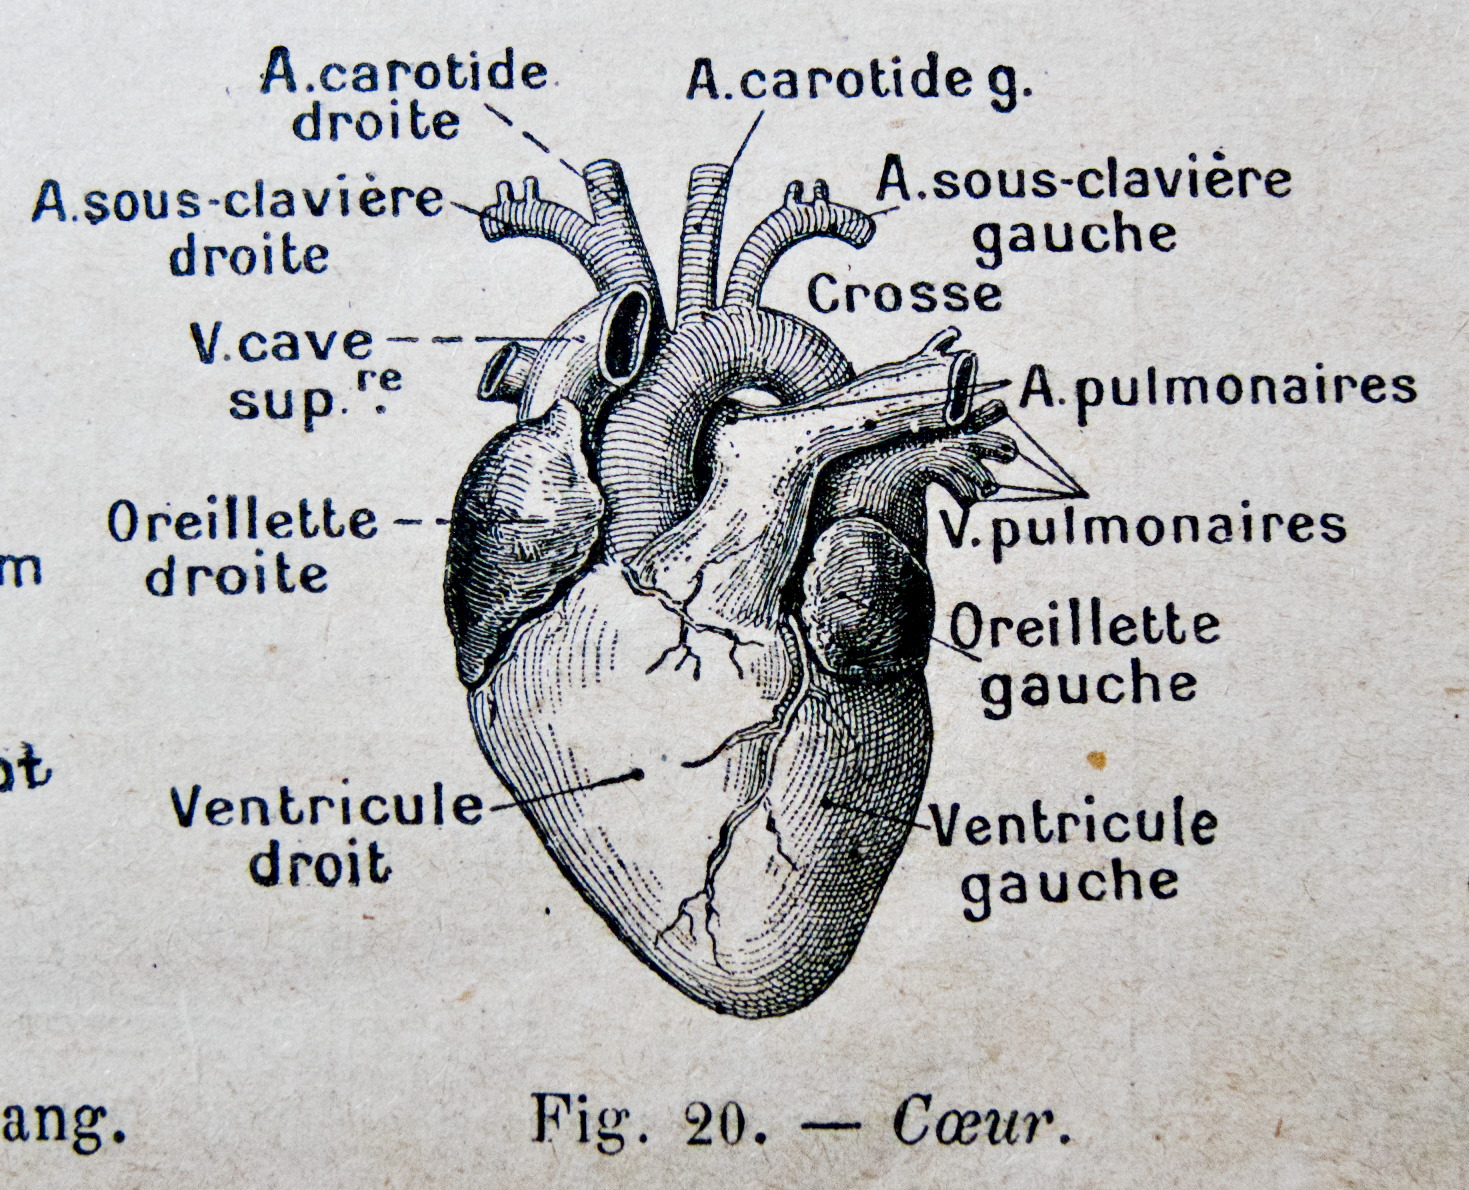 A.carotide
droite
A.carotide g.
A.sous-clavière
droite
A.sous-clavière
gauche
Crosse
V.cave
sup.re
A.pulmonaires
Oreillette
droite
V.pulmonaires
m
Oreillette
gauche
ot
Ventricule
droit
Ventricule
gauche
ang.
Fig. 20. — Cœur.